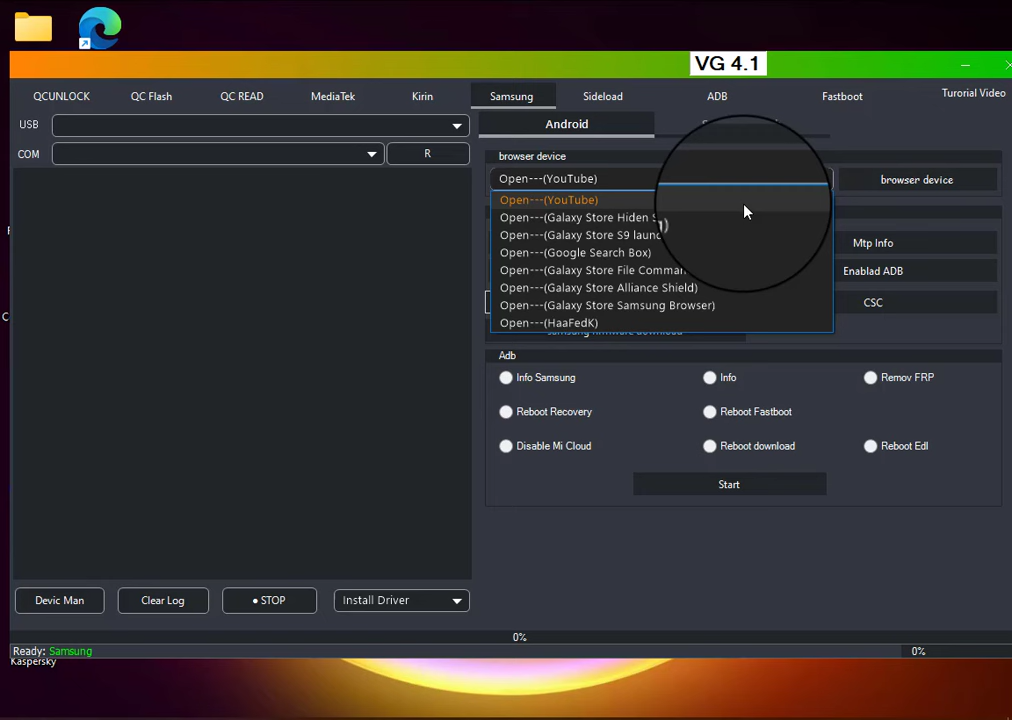 VG 4.1
QCUNLOCK QC Flash QC READ MediaTek Kirin Samsung Sideload ADB Fastboot Turorial Video
USB
Android
COM R
browser device
Open---(YouTube) browser device
Open---(YouTube)
Open---(Galaxy Store Hiden
Open---(Galaxy Store S9 launc
Mtp Info
Open---(Google Search Box)
Open---(Galaxy Store File Comman
Enablad ADB
Open---(Galaxy Store Alliance Shield)
Open---(Galaxy Store Samsung Browser)
CSC
Open---(HaaFedK)
samsung firmware download
Adb
Info Samsung Info Remov FRP
Reboot Recovery Reboot Fastboot
Disable Mi Cloud Reboot download Reboot Edl
Start
Devic Man Clear Log ● STOP Install Driver
0%
Ready: Samsung 0%
Kaspersky